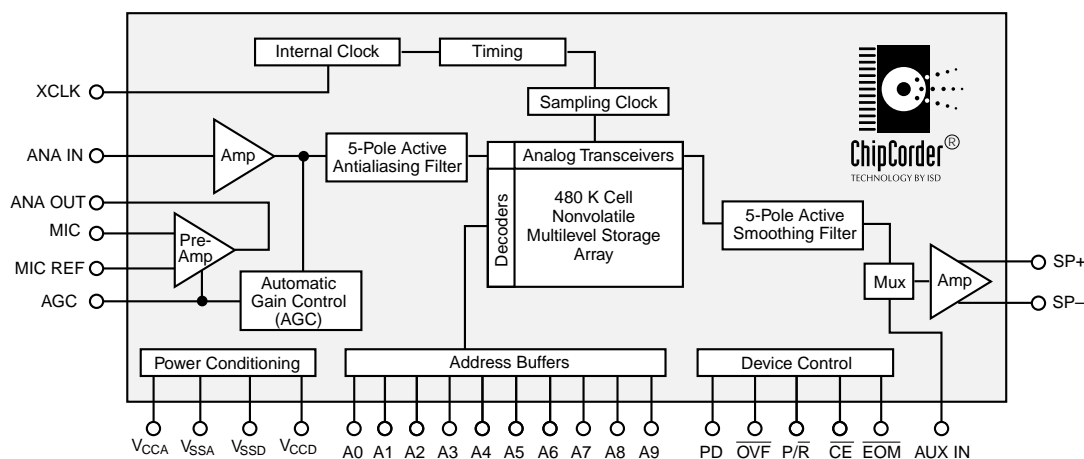 Internal Clock
Timing
XCLK
Sampling Clock
ChipCorder®
TECHNOLOGY BY ISD
ANA IN
Amp
5-Pole Active
Antialiasing Filter
Analog Transceivers
Decoders
480 K Cell
Nonvolatile
Multilevel Storage
Array
ANA OUT
MIC
Pre-
Amp
MIC REF
AGC
Automatic
Gain Control
(AGC)
5-Pole Active
Smoothing Filter
Mux
Amp
SP+
SP–
Power Conditioning
Address Buffers
Device Control
VCCA VSSA VSSD VCCD A0 A1 A2 A3 A4 A5 A6 A7 A8 A9 PD O̅V̅F̅ P/R̅ C̅E̅ E̅O̅M̅ AUX IN